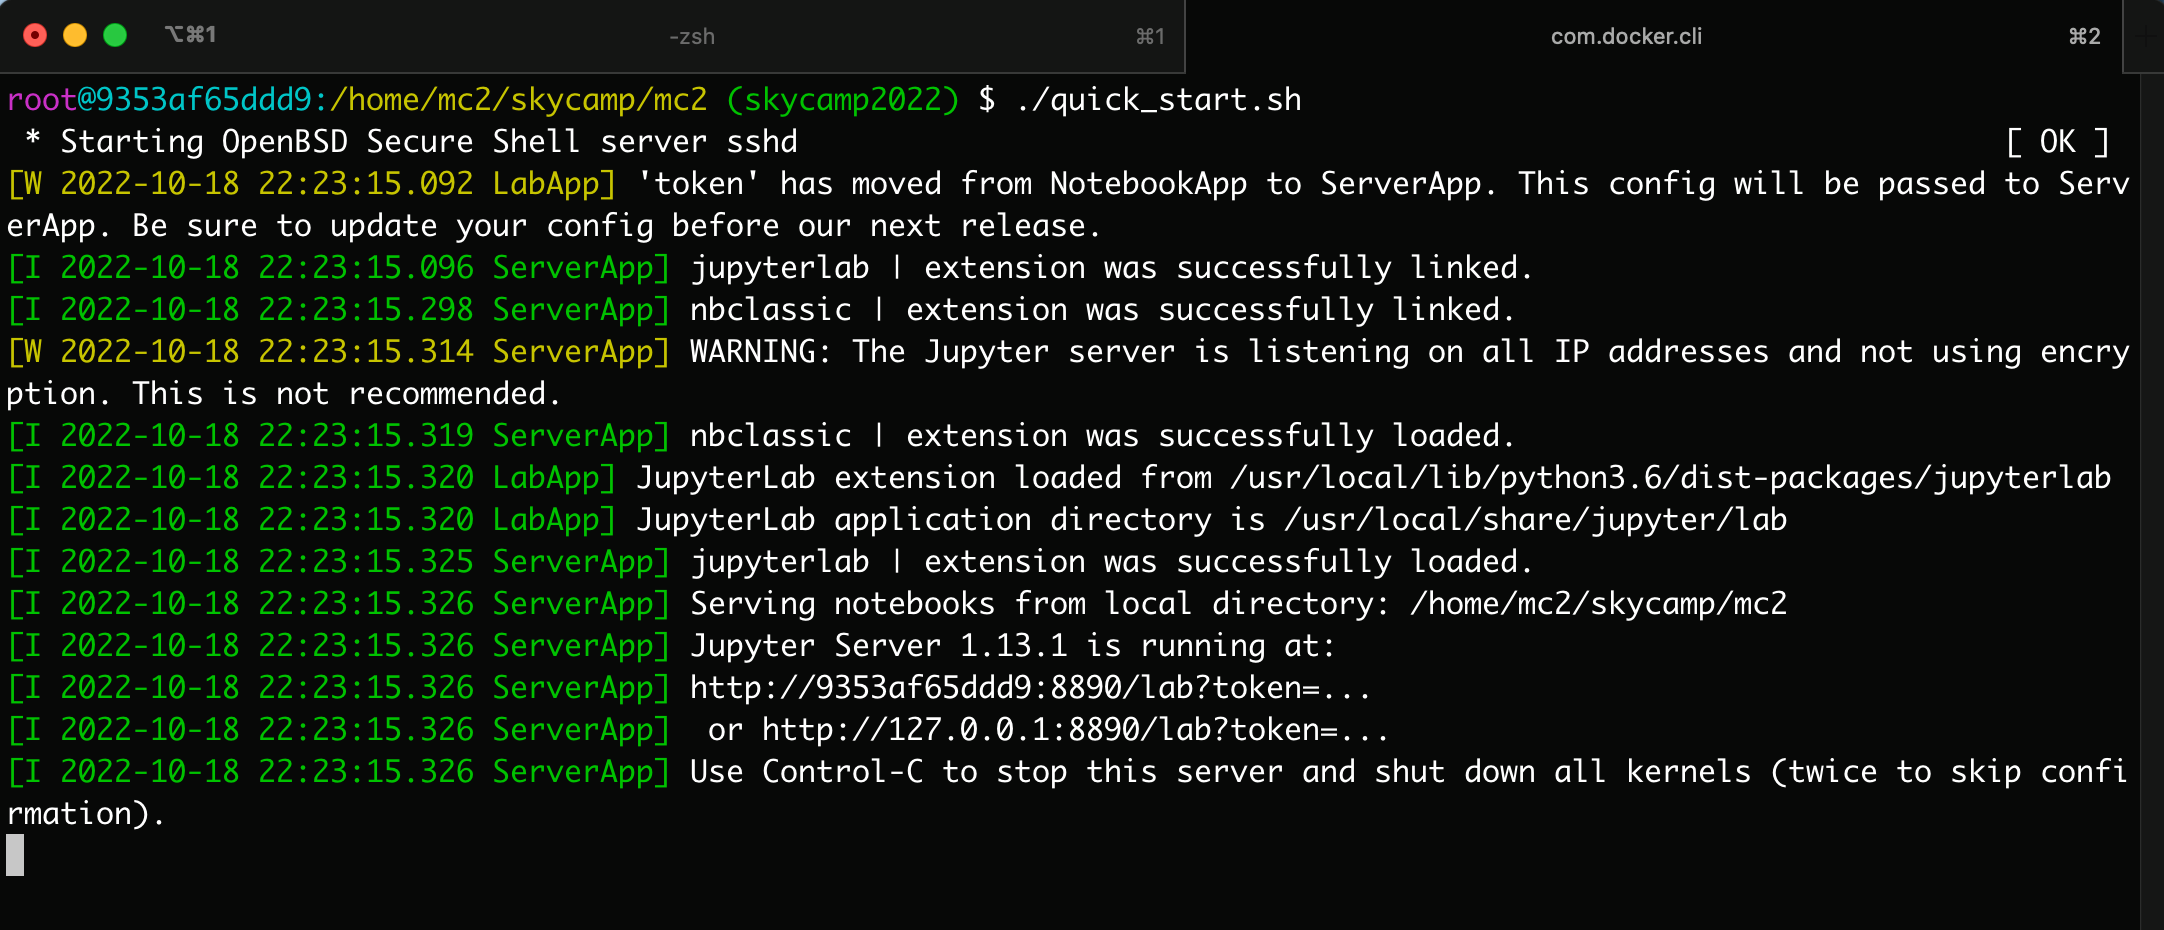 ⌥⌘1
-zsh
⌘1
com.docker.cli
⌘2
root@9353af65ddd9:/home/mc2/skycamp/mc2 (skycamp2022) $ ./quick_start.sh
 * Starting OpenBSD Secure Shell server sshd [ OK ]
[W 2022-10-18 22:23:15.092 LabApp] 'token' has moved from NotebookApp to ServerApp. This config will be passed to Serv
erApp. Be sure to update your config before our next release.
[I 2022-10-18 22:23:15.096 ServerApp] jupyterlab | extension was successfully linked.
[I 2022-10-18 22:23:15.298 ServerApp] nbclassic | extension was successfully linked.
[W 2022-10-18 22:23:15.314 ServerApp] WARNING: The Jupyter server is listening on all IP addresses and not using encry
ption. This is not recommended.
[I 2022-10-18 22:23:15.319 ServerApp] nbclassic | extension was successfully loaded.
[I 2022-10-18 22:23:15.320 LabApp] JupyterLab extension loaded from /usr/local/lib/python3.6/dist-packages/jupyterlab
[I 2022-10-18 22:23:15.320 LabApp] JupyterLab application directory is /usr/local/share/jupyter/lab
[I 2022-10-18 22:23:15.325 ServerApp] jupyterlab | extension was successfully loaded.
[I 2022-10-18 22:23:15.326 ServerApp] Serving notebooks from local directory: /home/mc2/skycamp/mc2
[I 2022-10-18 22:23:15.326 ServerApp] Jupyter Server 1.13.1 is running at:
[I 2022-10-18 22:23:15.326 ServerApp] http://9353af65ddd9:8890/lab?token=...
[I 2022-10-18 22:23:15.326 ServerApp]  or http://127.0.0.1:8890/lab?token=...
[I 2022-10-18 22:23:15.326 ServerApp] Use Control-C to stop this server and shut down all kernels (twice to skip confi
rmation).